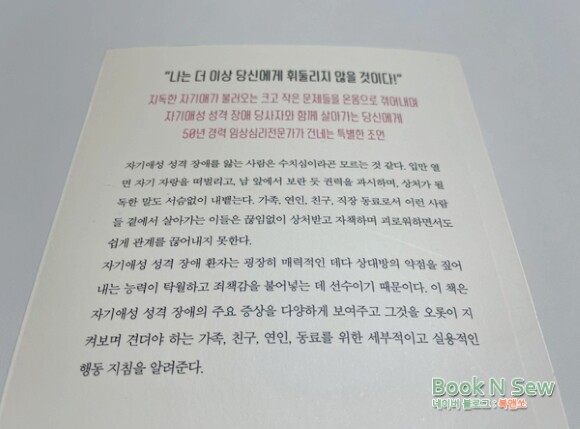 "나는 더 이상 당신에게 휘둘리지 않을 것이다!"
지독한 자기애가 불러오는 크고 작은 문제들을 온몸으로 겪어내며
자기애성 성격 장애 당사자와 함께 살아가는 당신에게
50년 경력 임상심리전문가가 건네는 특별한 조언
자기애성 성격 장애를 앓는 사람은 수치심이라곤 모르는 것 같다. 입만 열
면 자기 자랑을 떠벌리고, 남 앞에서 보란 듯 권력을 과시하며, 상처가 될
독한 말도 서슴없이 내뱉는다. 가족, 연인, 친구, 직장 동료로서 이런 사람
들 곁에서 살아가는 이들은 끊임없이 상처받고 자책하며 괴로워하면서도
쉽게 관계를 끊어내지 못한다.
자기애성 성격 장애 환자는 굉장히 매력적인 데다 상대방의 약점을 짚어
내는 능력이 탁월하고 죄책감을 불어넣는 데 선수이기 때문이다. 이 책은
자기애성 성격 장애의 주요 증상을 다양하게 보여주고 그것을 오롯이 지
켜보며 견뎌야 하는 가족, 친구, 연인, 동료를 위한 세부적이고 실용적인
행동 지침을 알려준다.
Book N Sew
네이버 블로그 : 북앤쏘